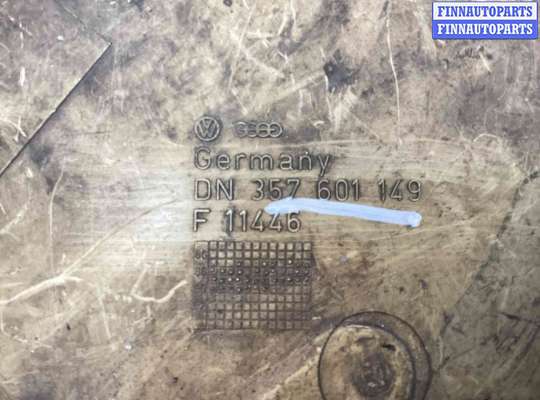 FINNAUTOPARTS
FINNAUTOPARTS
Germany
DN 357 601 149
F 11446